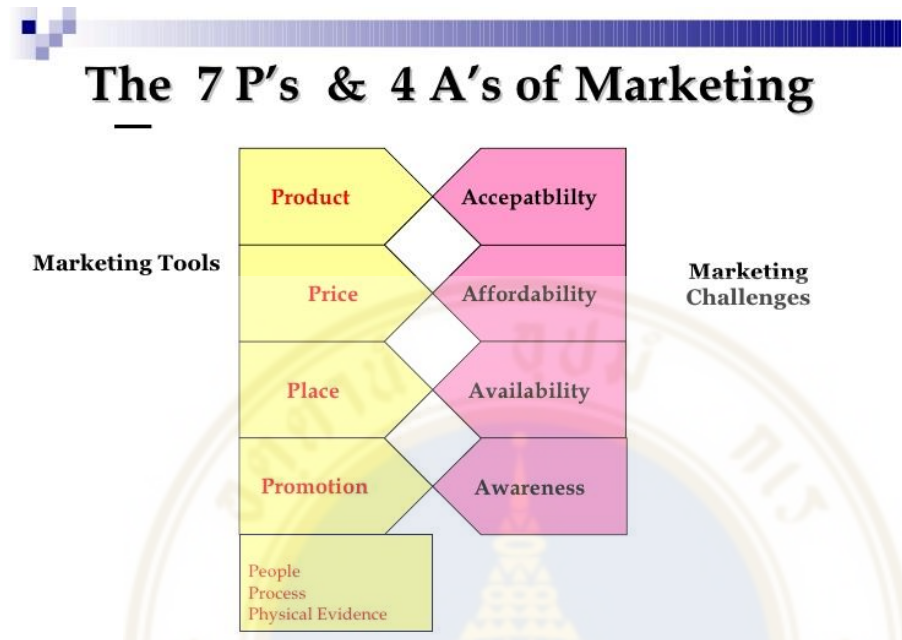 The 7 P's & 4 A's of Marketing
Marketing Tools
Product
Accepatblilty
Price
Affordability
Place
Availability
Promotion
Awareness
People
Process
Physical Evidence
Marketing
Challenges